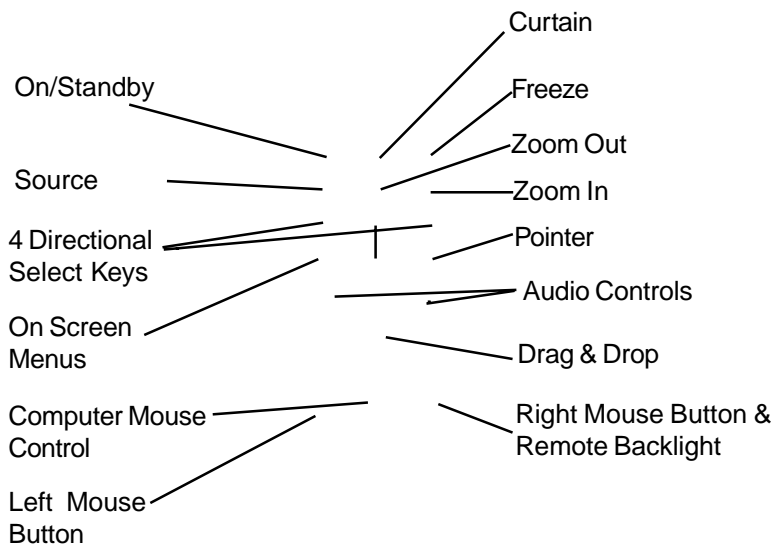 Curtain
On/Standby
Freeze
Zoom Out
Source
Zoom In
4 Directional
Select Keys
Pointer
Audio Controls
On Screen
Menus
Drag & Drop
Computer Mouse
Control
Right Mouse Button &
Remote Backlight
Left Mouse
Button